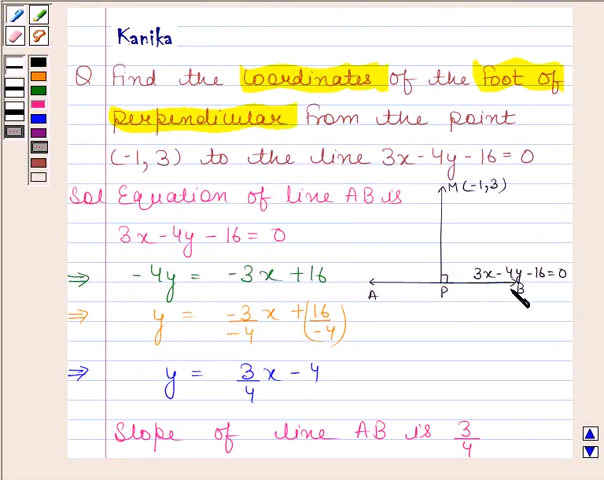 Kanika
Q Find the coordinates of the foot of
perpendicular from the point
(-1, 3) to the line 3x - 4y - 16 = 0
Sol Equation of line AB is
3x - 4y - 16 = 0
M (-1, 3)
3x - 4y - 16 = 0
A P B
⇒ -4y = -3x + 16
⇒ y = -3/-4 x + (16/-4)
⇒ y = 3/4 x - 4
Slope of line AB is 3/4